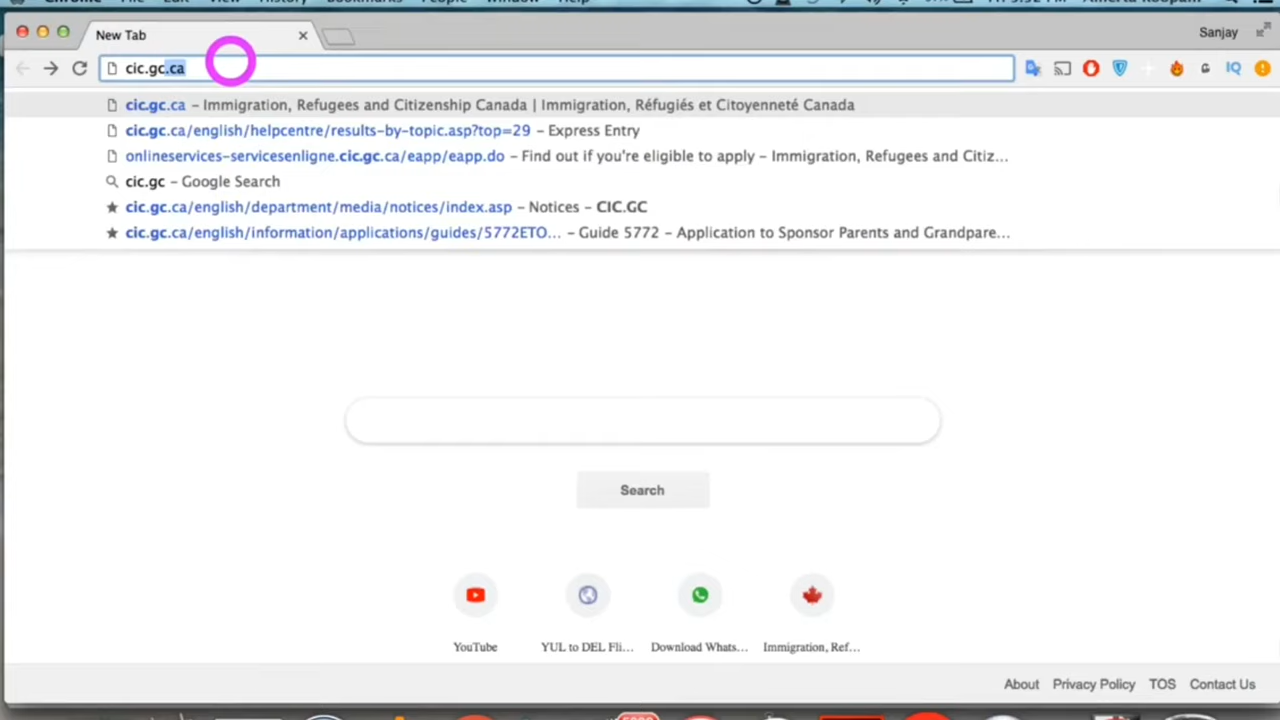 New Tab
Sanjay
cic.gc.ca
cic.gc.ca – Immigration, Refugees and Citizenship Canada | Immigration, Réfugiés et Citoyenneté Canada
cic.gc.ca/english/helpcentre/results-by-topic.asp?top=29 – Express Entry
onlineservices-servicesenligne.cic.gc.ca/eapp/eapp.do – Find out if you're eligible to apply – Immigration, Refugees and Citiz...
cic.gc – Google Search
cic.gc.ca/english/department/media/notices/index.asp – Notices – CIC.GC
cic.gc.ca/english/information/applications/guides/5772ETO... – Guide 5772 – Application to Sponsor Parents and Grandpare...
Search
YouTube
YUL to DEL Fli...
Download Whats...
Immigration, Ref...
About Privacy Policy TOS Contact Us